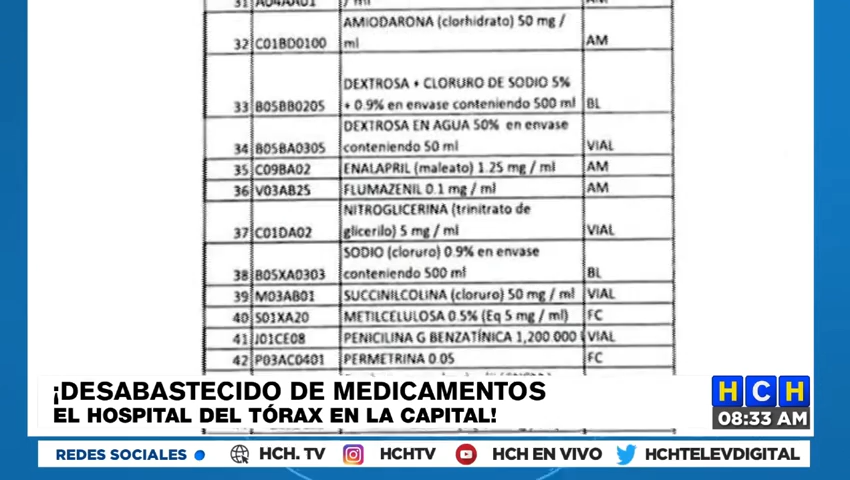 31 A04AA01 / ml AM
AMIODARONA (clorhidrato) 50 mg /
32 C01BD0100 ml AM
DEXTROSA + CLORURO DE SODIO 5%
33 B05BB0205 + 0.9% en envase conteniendo 500 ml BL
DEXTROSA EN AGUA 50% en envase
34 B05BA0305 conteniendo 50 ml VIAL
35 C09BA02 ENALAPRIL (maleato) 1.25 mg / ml AM
36 V03AB25 FLUMAZENIL 0.1 mg / ml AM
NITROGLICERINA (trinitrato de
37 C01DA02 glicerilo) 5 mg / ml VIAL
SODIO (cloruro) 0.9% en envase
38 B05XA0303 conteniendo 500 ml BL
39 M03AB01 SUCCINILCOLINA (cloruro) 50 mg / ml VIAL
40 S01XA20 METILCELULOSA 0.5% (Eq 5 mg / ml) FC
41 J01CE08 PENICILINA G BENZATÍNICA 1,200 000 VIAL
42 P03AC0401 PERMETRINA 0.05 FC
¡DESABASTECIDO DE MEDICAMENTOS
EL HOSPITAL DEL TÓRAX EN LA CAPITAL!
HCH
08:33 AM
REDES SOCIALES HCH. TV HCHTV HCH EN VIVO HCHTELEVDIGITAL